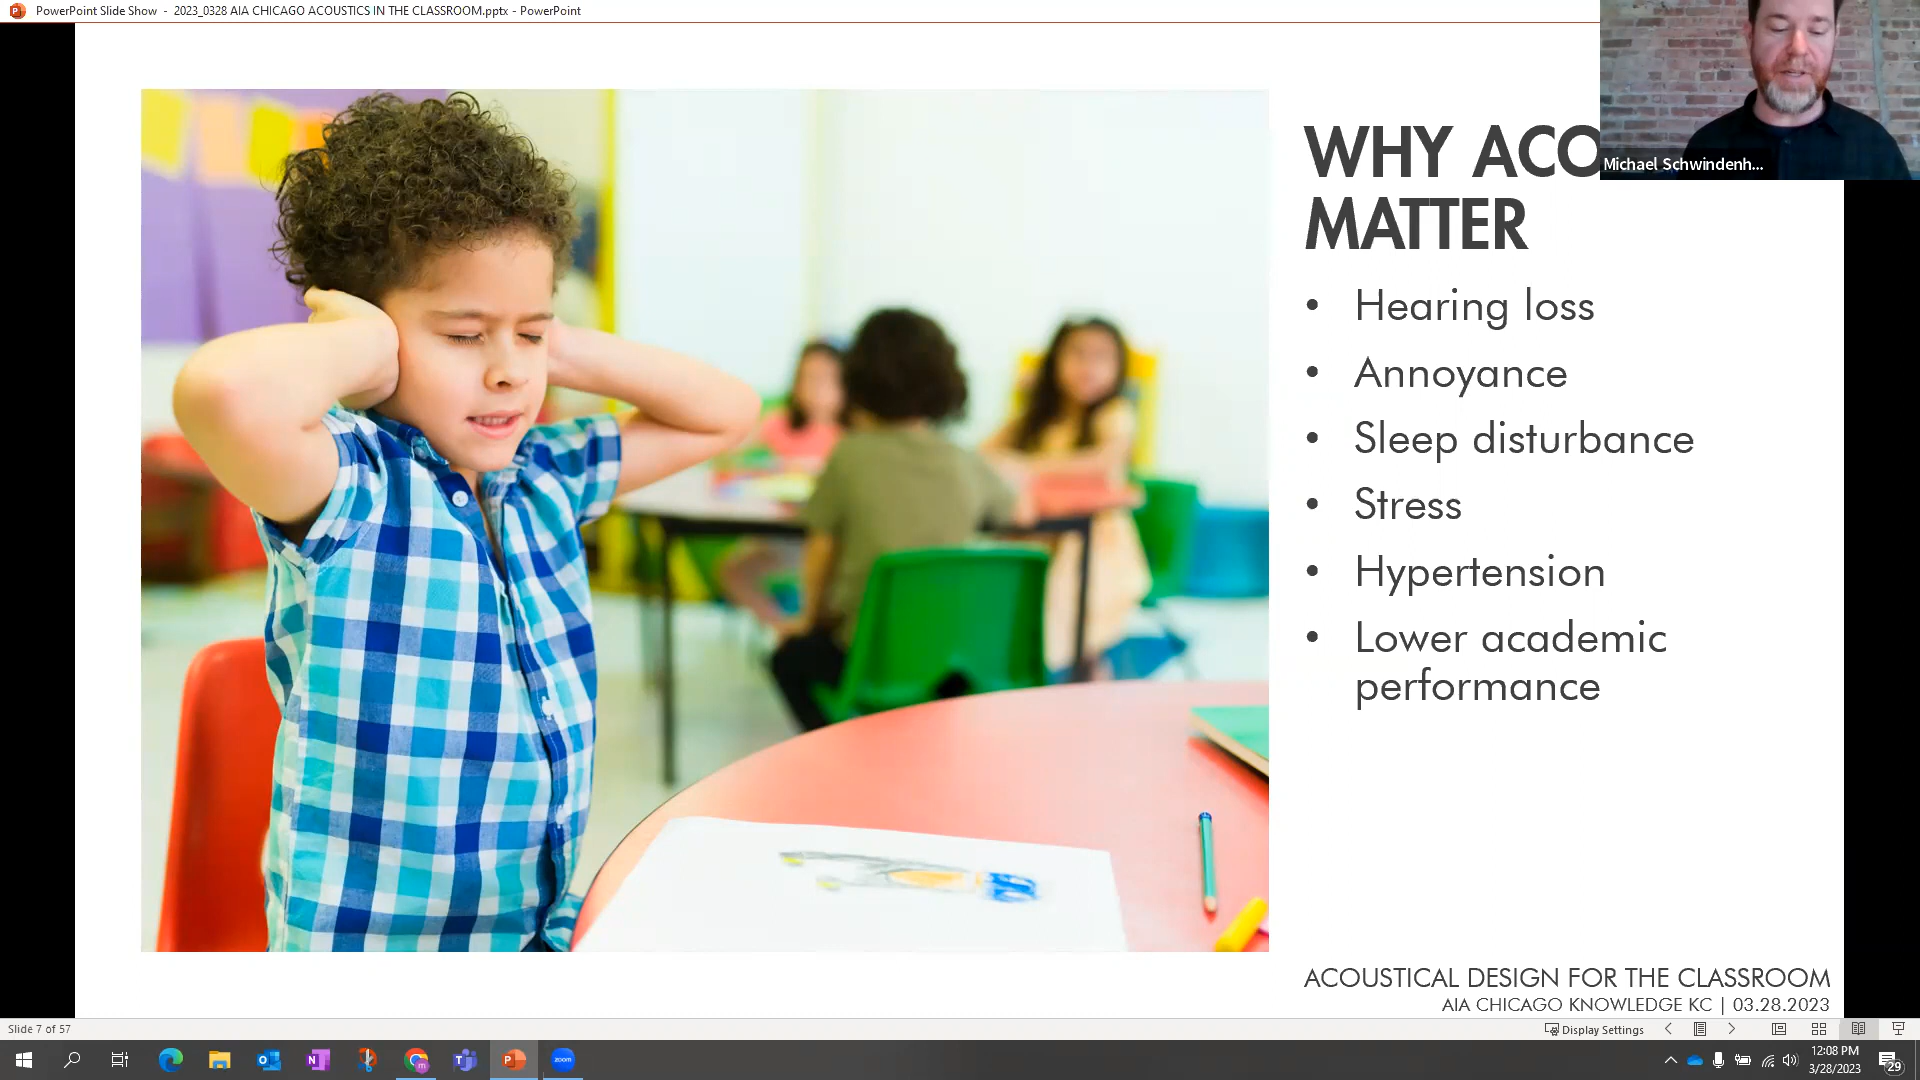 PowerPoint Slide Show - 2023_0328 AIA CHICAGO ACOUSTICS IN THE CLASSROOM.pptx - PowerPoint
WHY ACO
MATTER
Michael Schwindenh...
• Hearing loss
• Annoyance
• Sleep disturbance
• Stress
• Hypertension
• Lower academic
performance
ACOUSTICAL DESIGN FOR THE CLASSROOM
AIA CHICAGO KNOWLEDGE KC | 03.28.2023
Slide 7 of 57
Display Settings
zoom
12:08 PM
3/28/2023
29